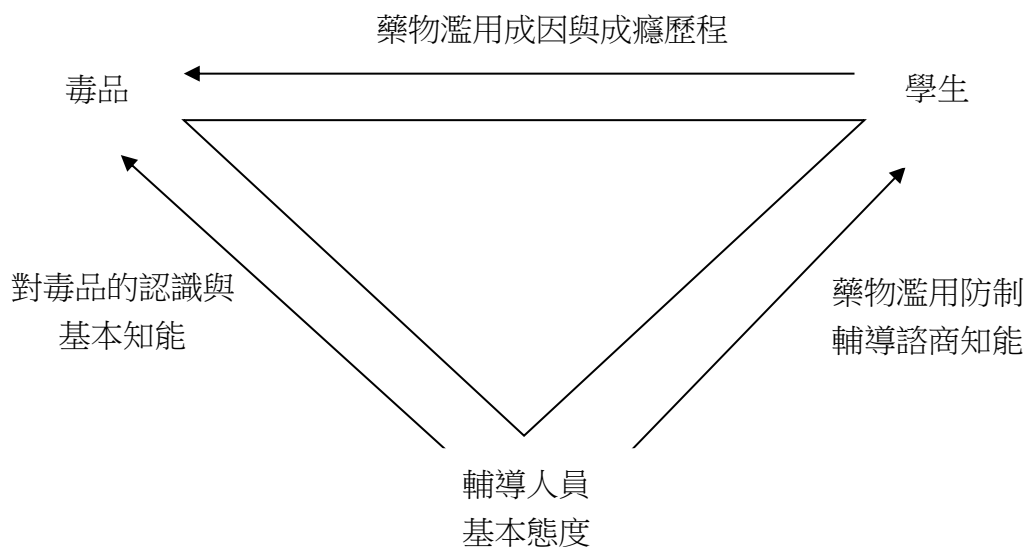 藥物濫用成因與成癮歷程
毒品
學生
對毒品的認識與
基本知能
藥物濫用防制
輔導諮商知能
輔導人員
基本態度